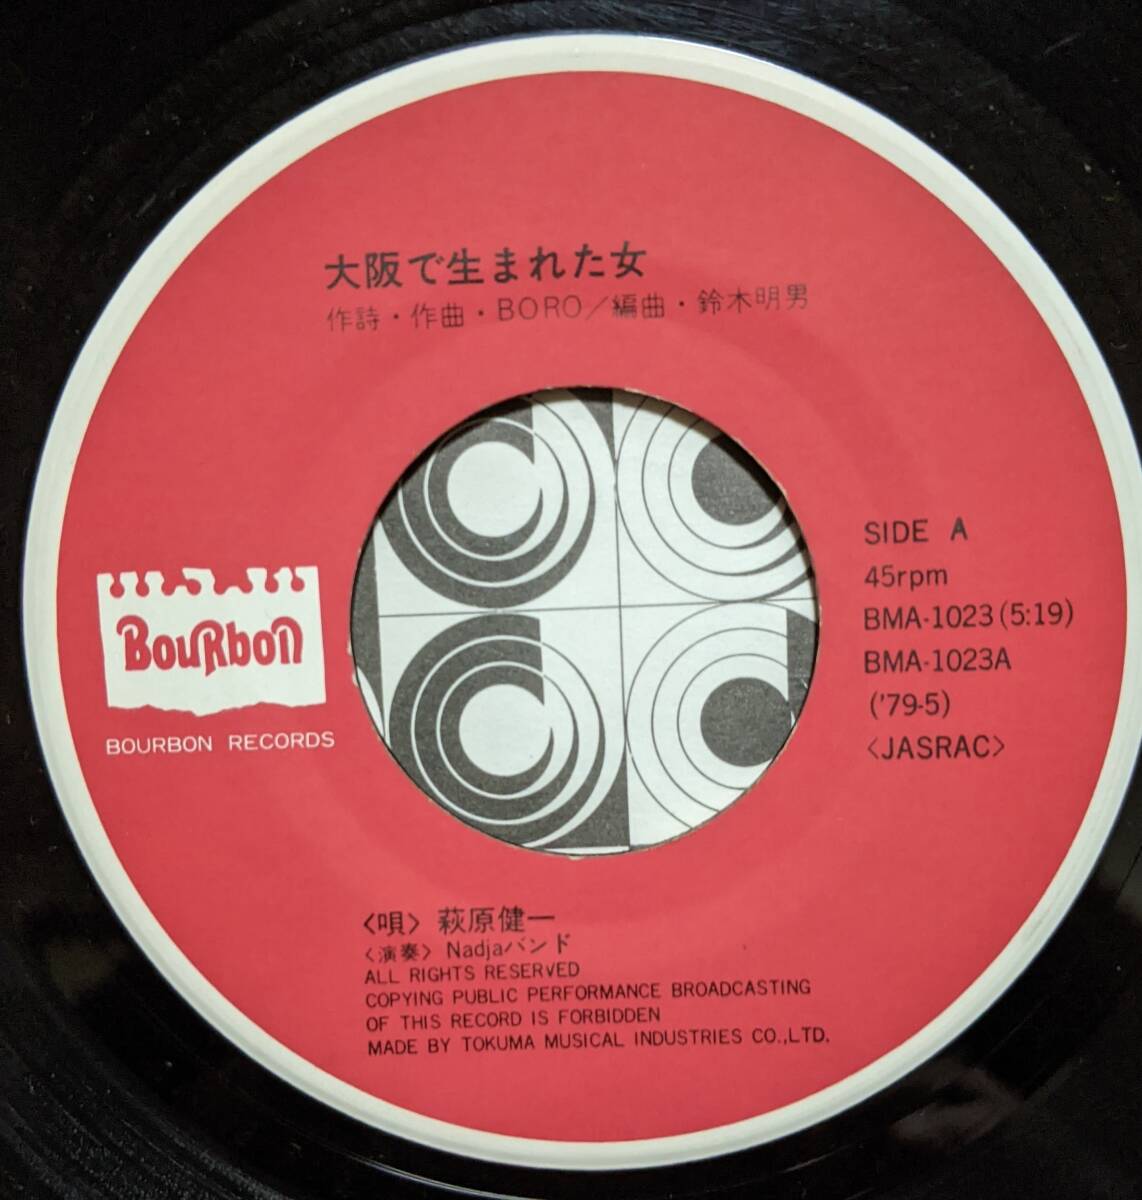 大阪で生まれた女
作詩・作曲・BORO／編曲・鈴木明男
SIDE A
45rpm
BMA-1023 (5:19)
BMA-1023A
('79-5)
〈JASRAC〉
BouRbon
BOURBON RECORDS
〈唄〉 萩原健一
〈演奏〉 Nadjaバンド
ALL RIGHTS RESERVED
COPYING PUBLIC PERFORMANCE BROADCASTING
OF THIS RECORD IS FORBIDDEN
MADE BY TOKUMA MUSICAL INDUSTRIES CO.,LTD.